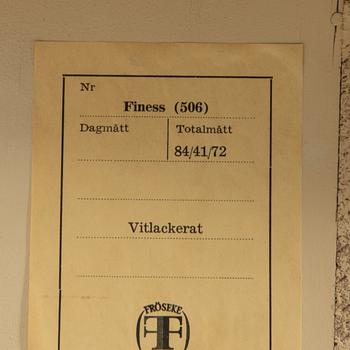 Nr
Finess (506)
Dagmått Totalmått
84/41/72
Vitlackerat
FRÖSEKE
F